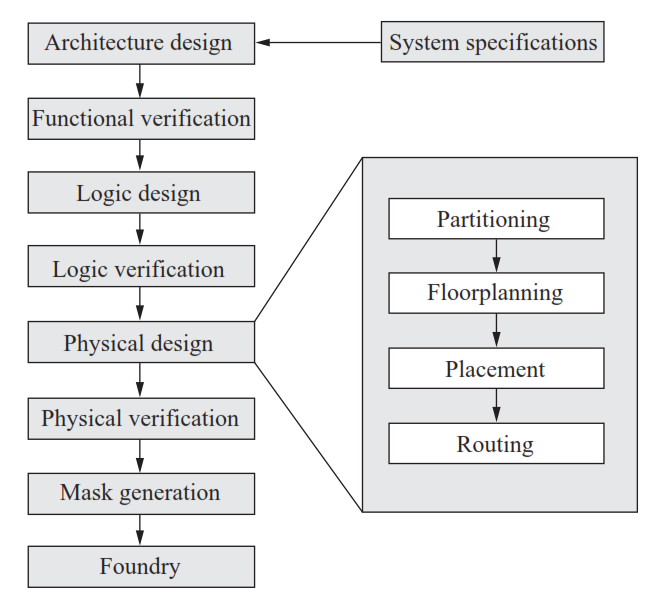 Architecture design
System specifications
Functional verification
Logic design
Logic verification
Physical design
Physical verification
Mask generation
Foundry
Partitioning
Floorplanning
Placement
Routing